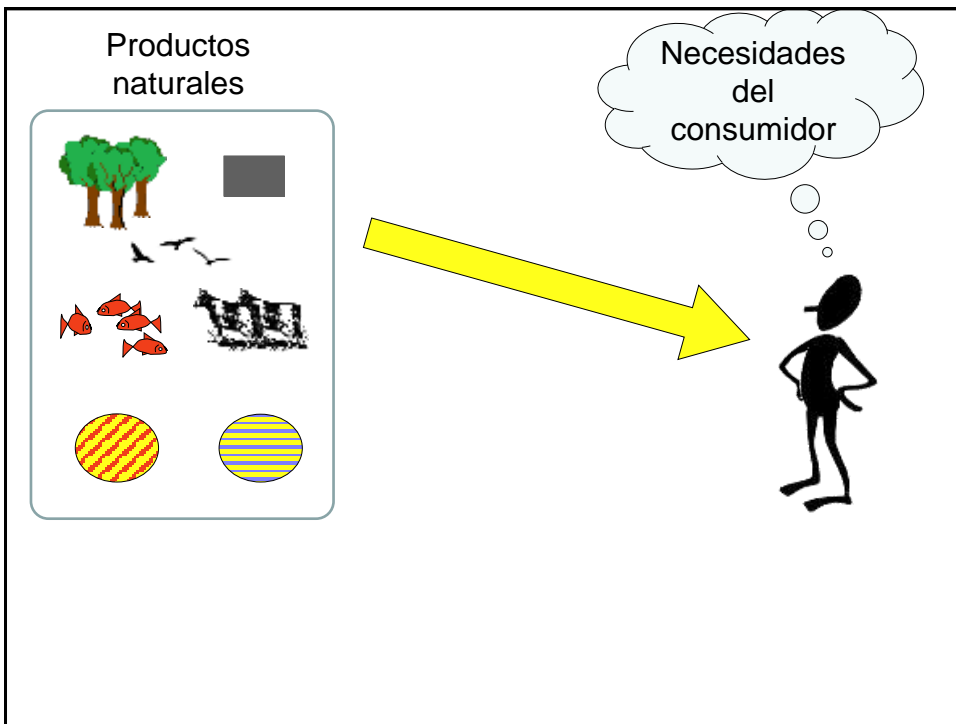 Productos
naturales
Necesidades
del
consumidor